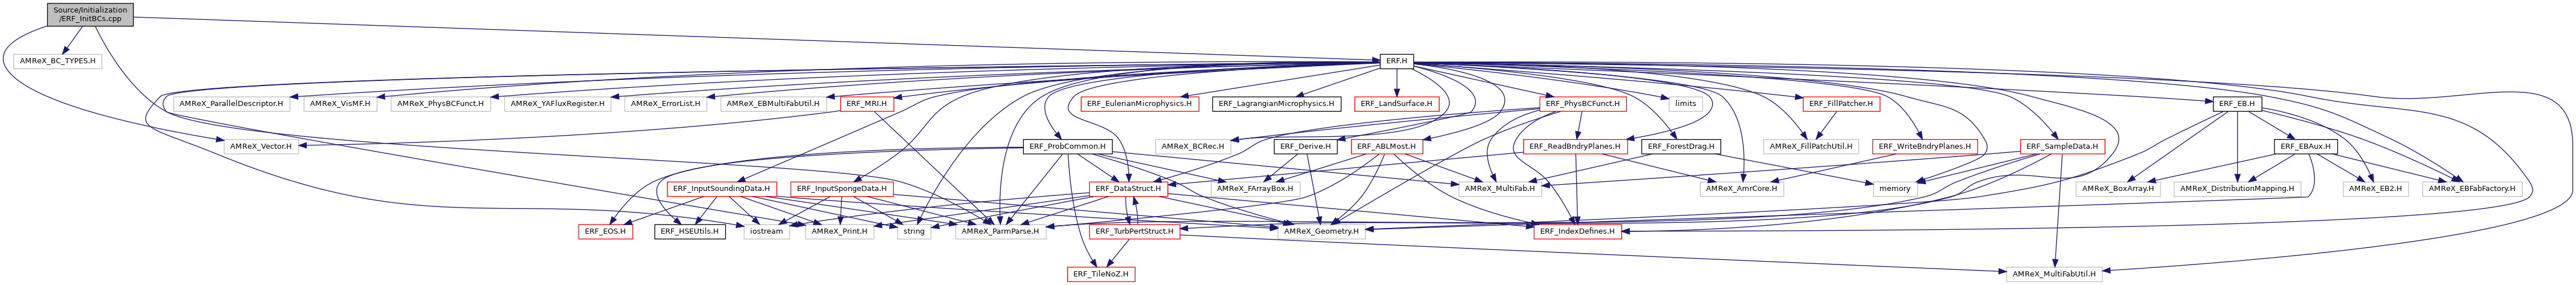 Source/Initialization
/ERF_InitBCs.cpp
AMReX_BC_TYPES.H
ERF.H
AMReX_ParallelDescriptor.H
AMReX_VisMF.H
AMReX_PhysBCFunct.H
AMReX_YAFluxRegister.H
AMReX_ErrorList.H
AMReX_EBMultiFabUtil.H
ERF_MRI.H
ERF_EulerianMicrophysics.H
ERF_LagrangianMicrophysics.H
ERF_LandSurface.H
ERF_PhysBCFunct.H
limits
ERF_FillPatcher.H
ERF_EB.H
AMReX_Vector.H
ERF_ProbCommon.H
AMReX_BCRec.H
ERF_Derive.H
ERF_ABLMost.H
ERF_ReadBndryPlanes.H
ERF_ForestDrag.H
AMReX_FillPatchUtil.H
ERF_WriteBndryPlanes.H
ERF_SampleData.H
ERF_EBAux.H
ERF_InputSoundingData.H
ERF_InputSpongeData.H
ERF_DataStruct.H
AMReX_FArrayBox.H
AMReX_MultiFab.H
AMReX_AmrCore.H
memory
AMReX_BoxArray.H
AMReX_DistributionMapping.H
AMReX_EB2.H
AMReX_EBFabFactory.H
ERF_EOS.H
ERF_HSEUtils.H
iostream
AMReX_Print.H
string
AMReX_ParmParse.H
ERF_TurbPertStruct.H
AMReX_Geometry.H
ERF_IndexDefines.H
ERF_TileNoZ.H
AMReX_MultiFabUtil.H